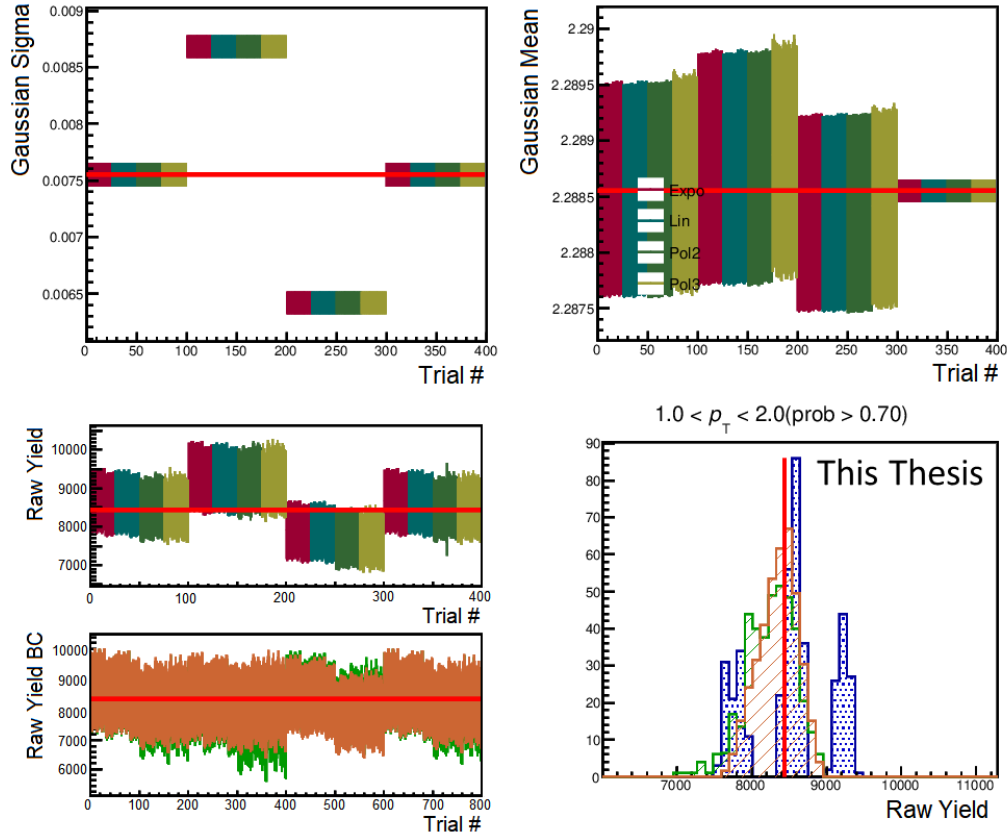 Gaussian Sigma
0.009
0.0085
0.008
0.0075
0.007
0.0065
0 50 100 150 200 250 300 350 400
Trial #
Gaussian Mean
2.29
2.2895
2.289
2.2885
2.288
2.2875
Expo
Lin
Pol2
Pol3
0 50 100 150 200 250 300 350 400
Trial #
Raw Yield
10000
9000
8000
7000
0 100 200 300 400
Trial #
Raw Yield BC
10000
9000
8000
7000
6000
0 100 200 300 400 500 600 700 800
Trial #
1.0 < pT < 2.0(prob > 0.70)
This Thesis
90
80
70
60
50
40
30
20
10
0
7000 8000 9000 10000 11000
Raw Yield